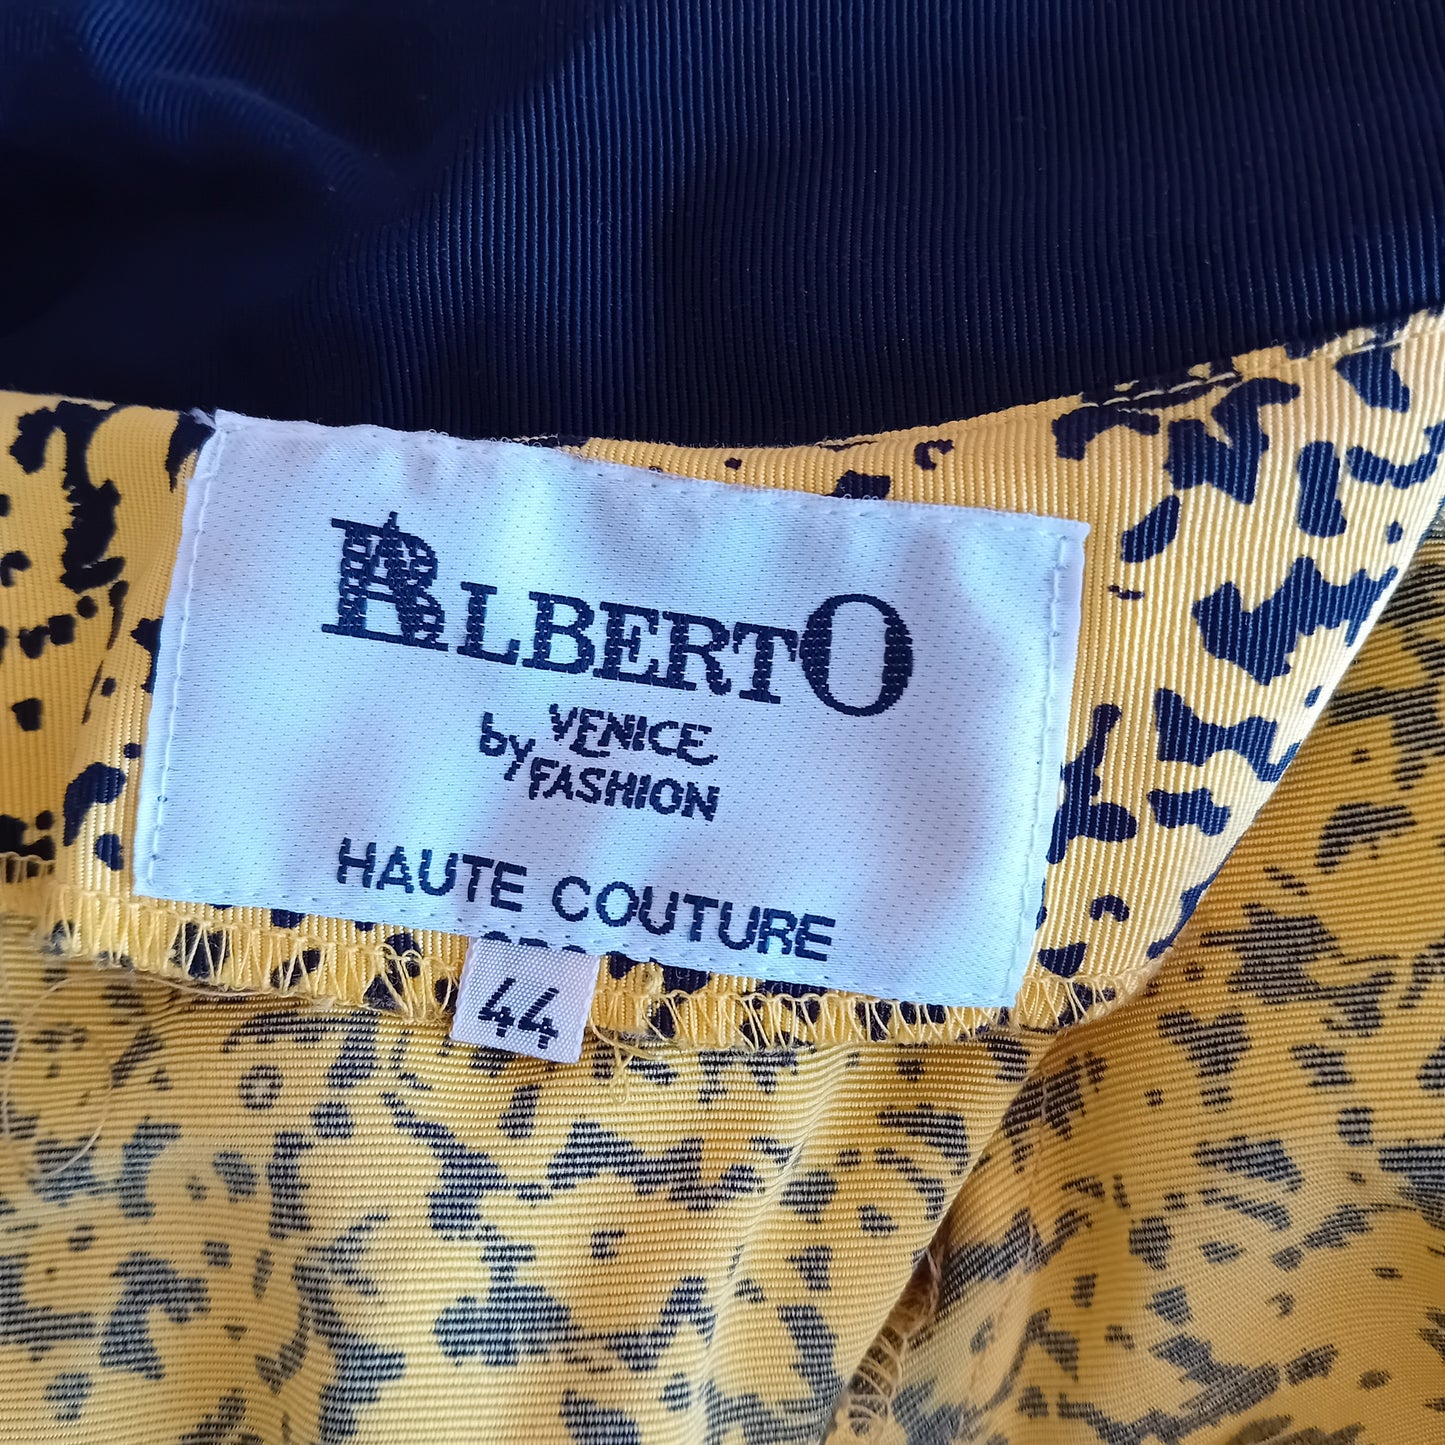 ALBERTO
by VENICE
FASHION
HAUTE COUTURE
44